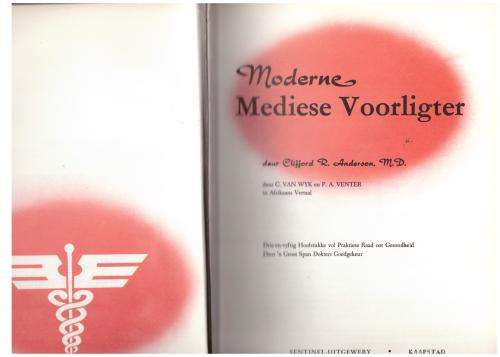 Moderne
Mediese Voorligter
deur Clifford R. Anderson, M.D.
deur C. VAN WYK en P. A. VENTER
in Afrikaans Vertaal
Drie-en-vyftig Hoofstukke vol Praktiese Raad oor Gesondheid
Deur 'n Groot Span Dokters Goedgekeur
SENTINEL-UITGEWERY • KAAPSTAD